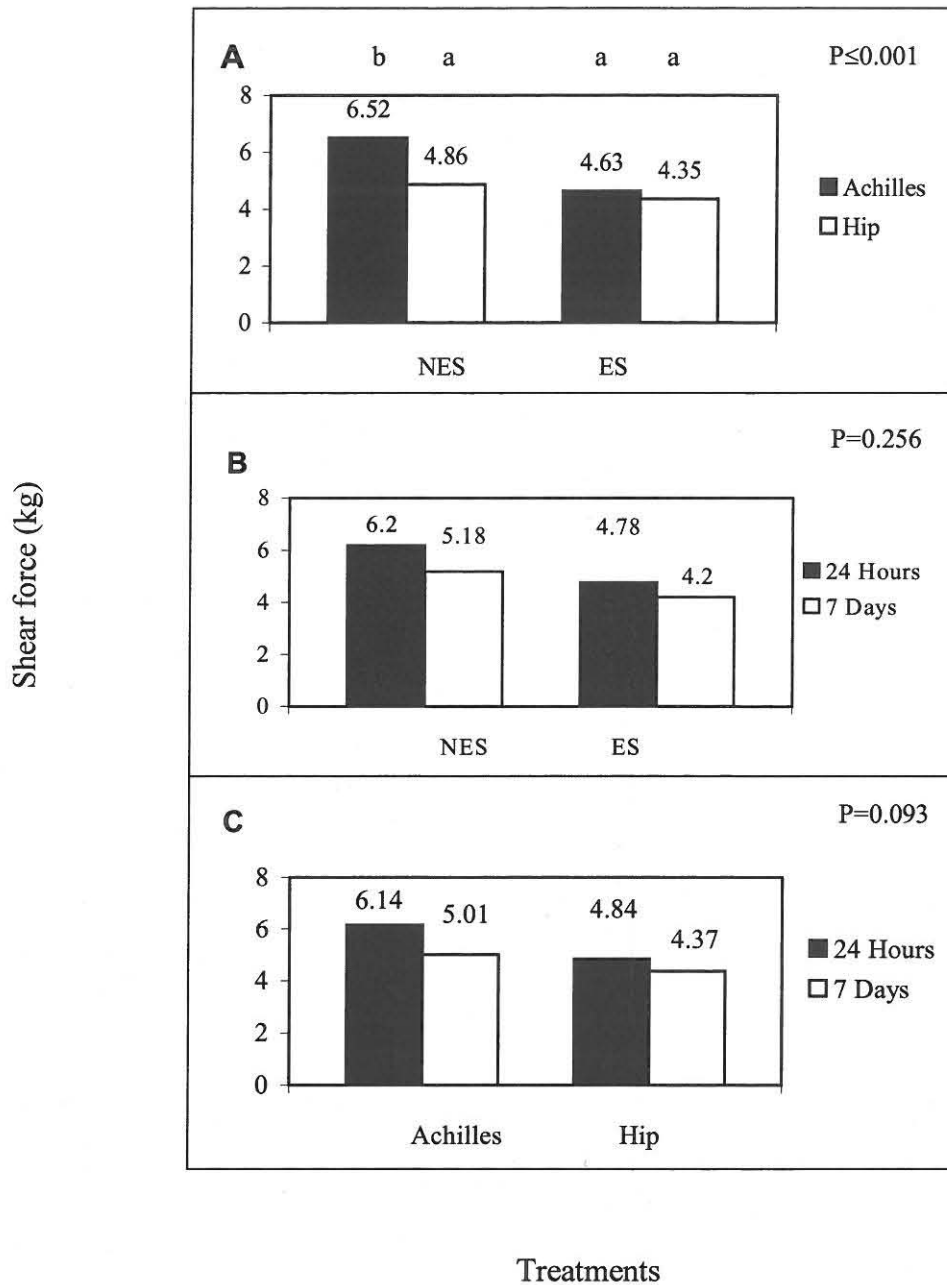 Shear force (kg)
A
b a a a
P≤0.001
8
6
4
2
0
6.52
4.86
4.63
4.35
Achilles
Hip
NES ES
B
P=0.256
8
6
4
2
0
6.2
5.18
4.78
4.2
24 Hours
7 Days
NES ES
C
P=0.093
8
6
4
2
0
6.14
5.01
4.84
4.37
24 Hours
7 Days
Achilles Hip
Treatments